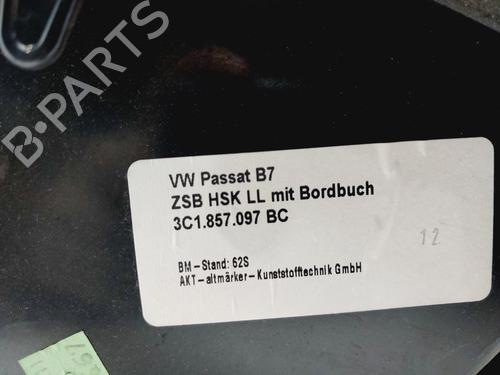 B-PARTS
VW Passat B7
ZSB HSK LL mit Bordbuch
3C1.857.097 BC
12
BM-Stand: 62S
AKT-altmärker-Kunststofftechnik GmbH